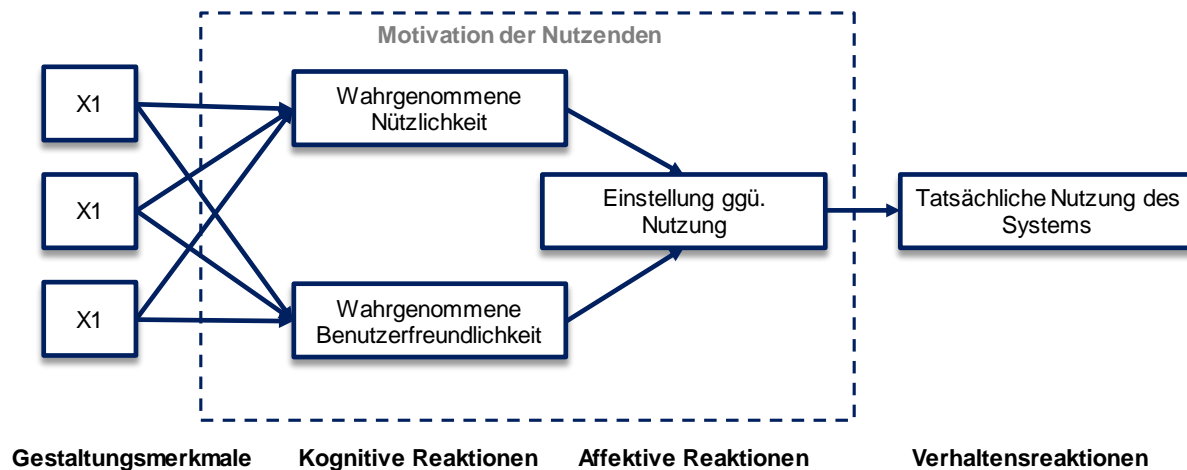 Motivation der Nutzenden
X1
Wahrgenommene
Nützlichkeit
X1
Einstellung ggü.
Nutzung
Tatsächliche Nutzung des
Systems
X1
Wahrgenommene
Benutzerfreundlichkeit
Gestaltungsmerkmale
Kognitive Reaktionen
Affektive Reaktionen
Verhaltensreaktionen